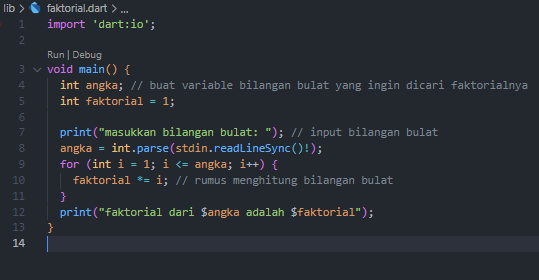 lib > faktorial.dart > ...
1 import 'dart:io';
2
Run | Debug
3 void main() {
4 int angka; // buat variable bilangan bulat yang ingin dicari faktorialnya
5 int faktorial = 1;
6
7 print("masukkan bilangan bulat: "); // input bilangan bulat
8 angka = int.parse(stdin.readLineSync()!);
9 for (int i = 1; i <= angka; i++) {
10 faktorial *= i; // rumus menghitung bilangan bulat
11 }
12 print("faktorial dari $angka adalah $faktorial");
13 }
14